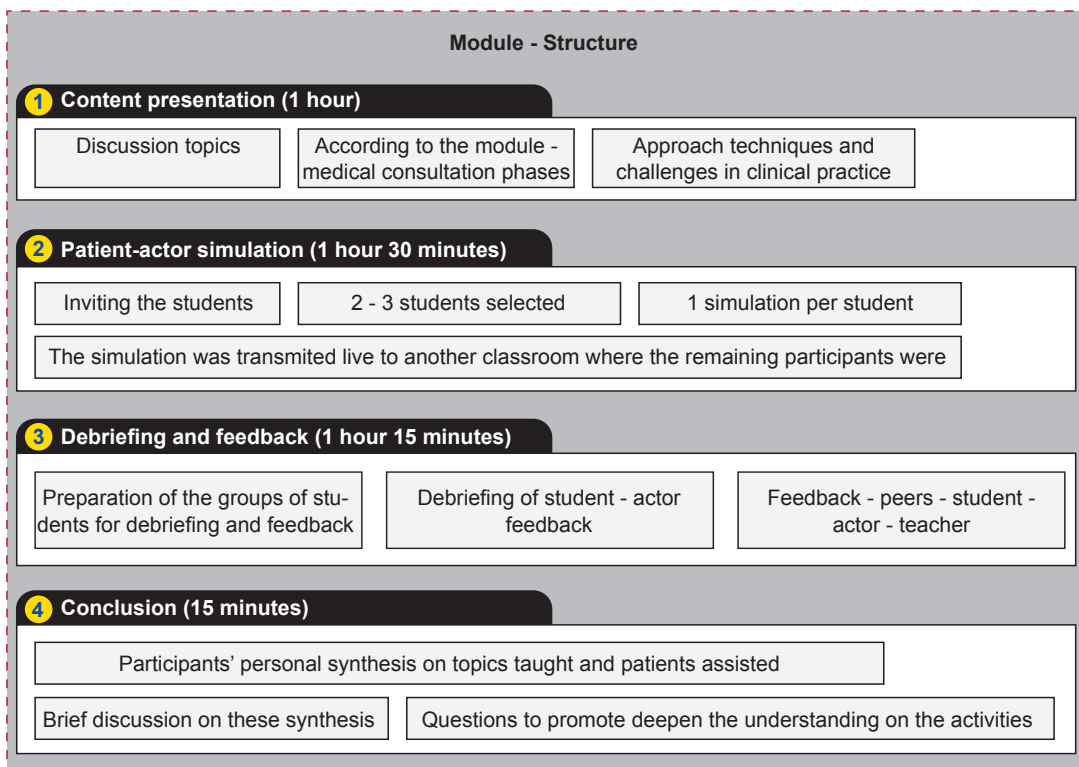 Module - Structure
1 Content presentation (1 hour)
Discussion topics
According to the module -
medical consultation phases
Approach techniques and
challenges in clinical practice
2 Patient-actor simulation (1 hour 30 minutes)
Inviting the students
2 - 3 students selected
1 simulation per student
The simulation was transmited live to another classroom where the remaining participants were
3 Debriefing and feedback (1 hour 15 minutes)
Preparation of the groups of stu-
dents for debriefing and feedback
Debriefing of student - actor
feedback
Feedback - peers - student -
actor - teacher
4 Conclusion (15 minutes)
Participants’ personal synthesis on topics taught and patients assisted
Brief discussion on these synthesis
Questions to promote deepen the understanding on the activities